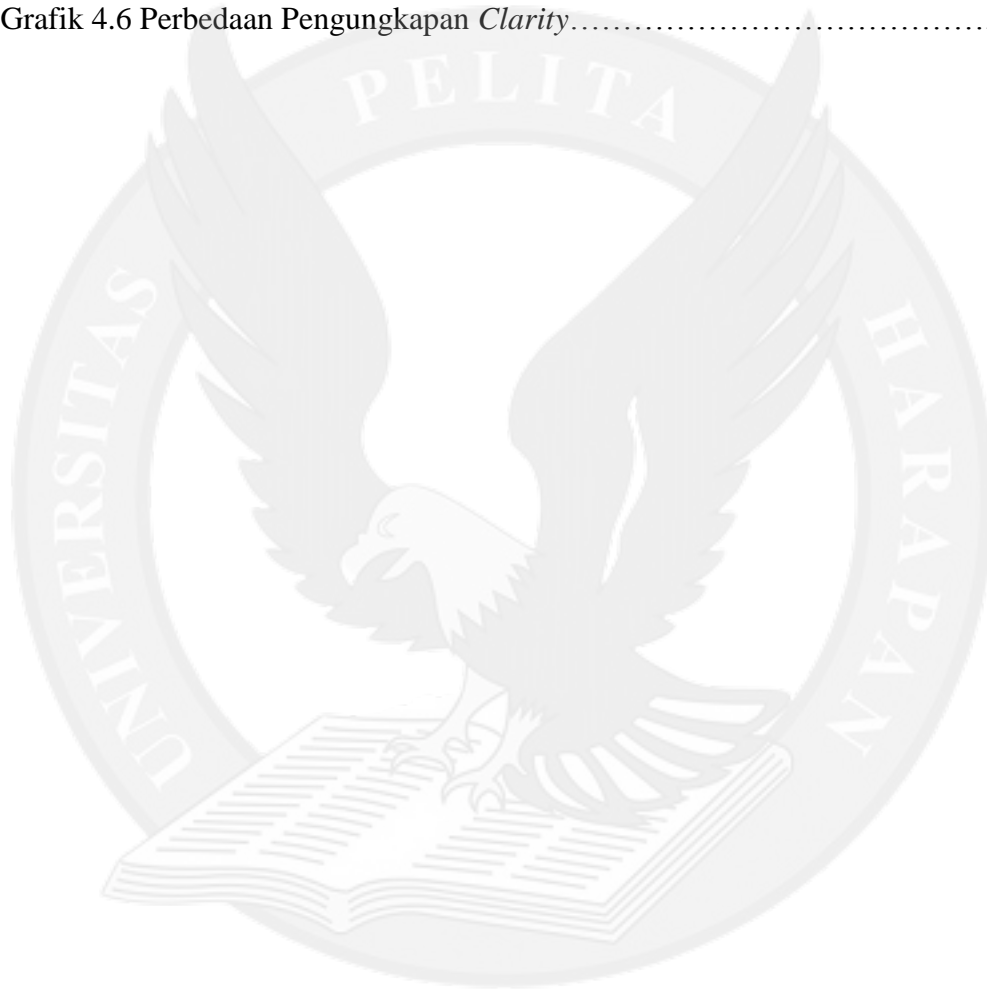 Grafik 4.6 Perbedaan Pengungkapan Clarity........................................
PELITA
UNIVERSITAS
HARAPAN